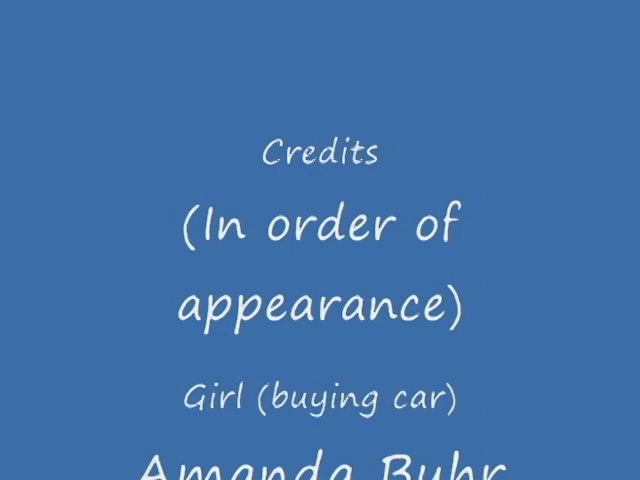 Credits
(In order of
appearance)
Girl (buying car)
Amanda Buhr